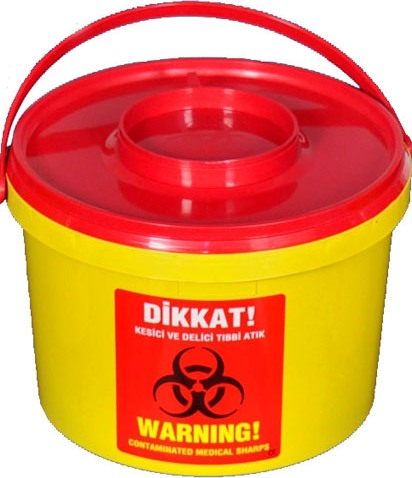 DİKKAT!
KESİCİ VE DELİCİ TIBBİ ATIK
WARNING!
CONTAMINATED MEDICAL SHARPS